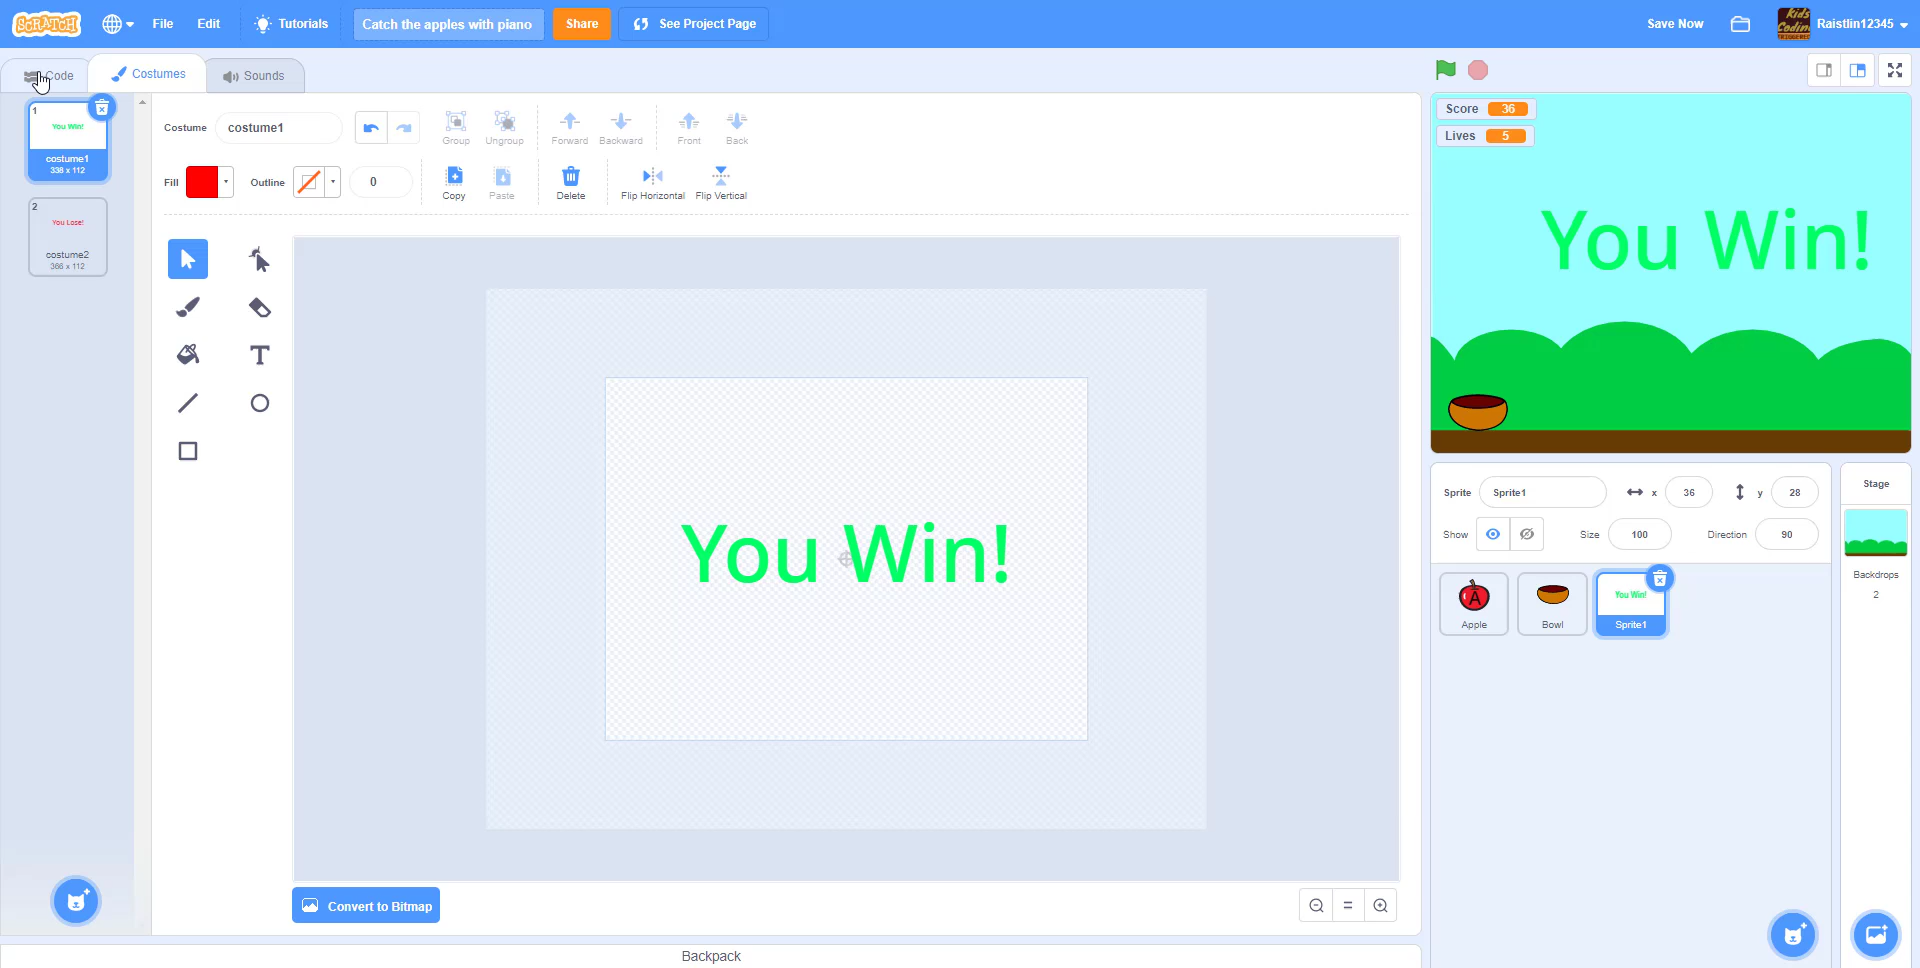 SCRATCH
File
Edit
Tutorials
Catch the apples with piano
Share
See Project Page
Save Now
Kids
Coding
TRIGGERED
Raistlin12345
Code
Costumes
Sounds
1
You Win!
costume1
338 x 112
2
You Lose!
costume2
366 x 112
Costume
costume1
Group
Ungroup
Forward
Backward
Front
Back
Fill
Outline
0
Copy
Paste
Delete
Flip Horizontal
Flip Vertical
You Win!
Convert to Bitmap
Backpack
Score 36
Lives 5
You Win!
Sprite
Sprite1
x 36
y 28
Show
Size 100
Direction 90
A
Apple
Bowl
You Win!
Sprite1
Stage
Backdrops
2